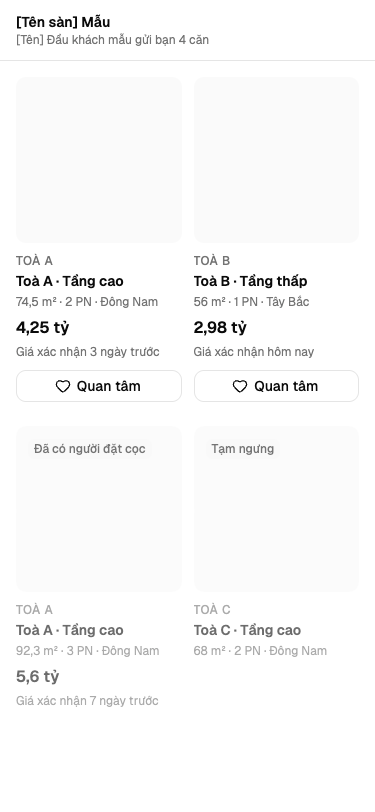 [Tên sàn] Mẫu
[Tên] Đầu khách mẫu gửi bạn 4 căn
TOÀ A
Toà A · Tầng cao
74,5 m² · 2 PN · Đông Nam
4,25 tỷ
Giá xác nhận 3 ngày trước
Quan tâm
TOÀ B
Toà B · Tầng thấp
56 m² · 1 PN · Tây Bắc
2,98 tỷ
Giá xác nhận hôm nay
Quan tâm
Đã có người đặt cọc
TOÀ A
Toà A · Tầng cao
92,3 m² · 3 PN · Đông Nam
5,6 tỷ
Giá xác nhận 7 ngày trước
Tạm ngưng
TOÀ C
Toà C · Tầng cao
68 m² · 2 PN · Đông Nam